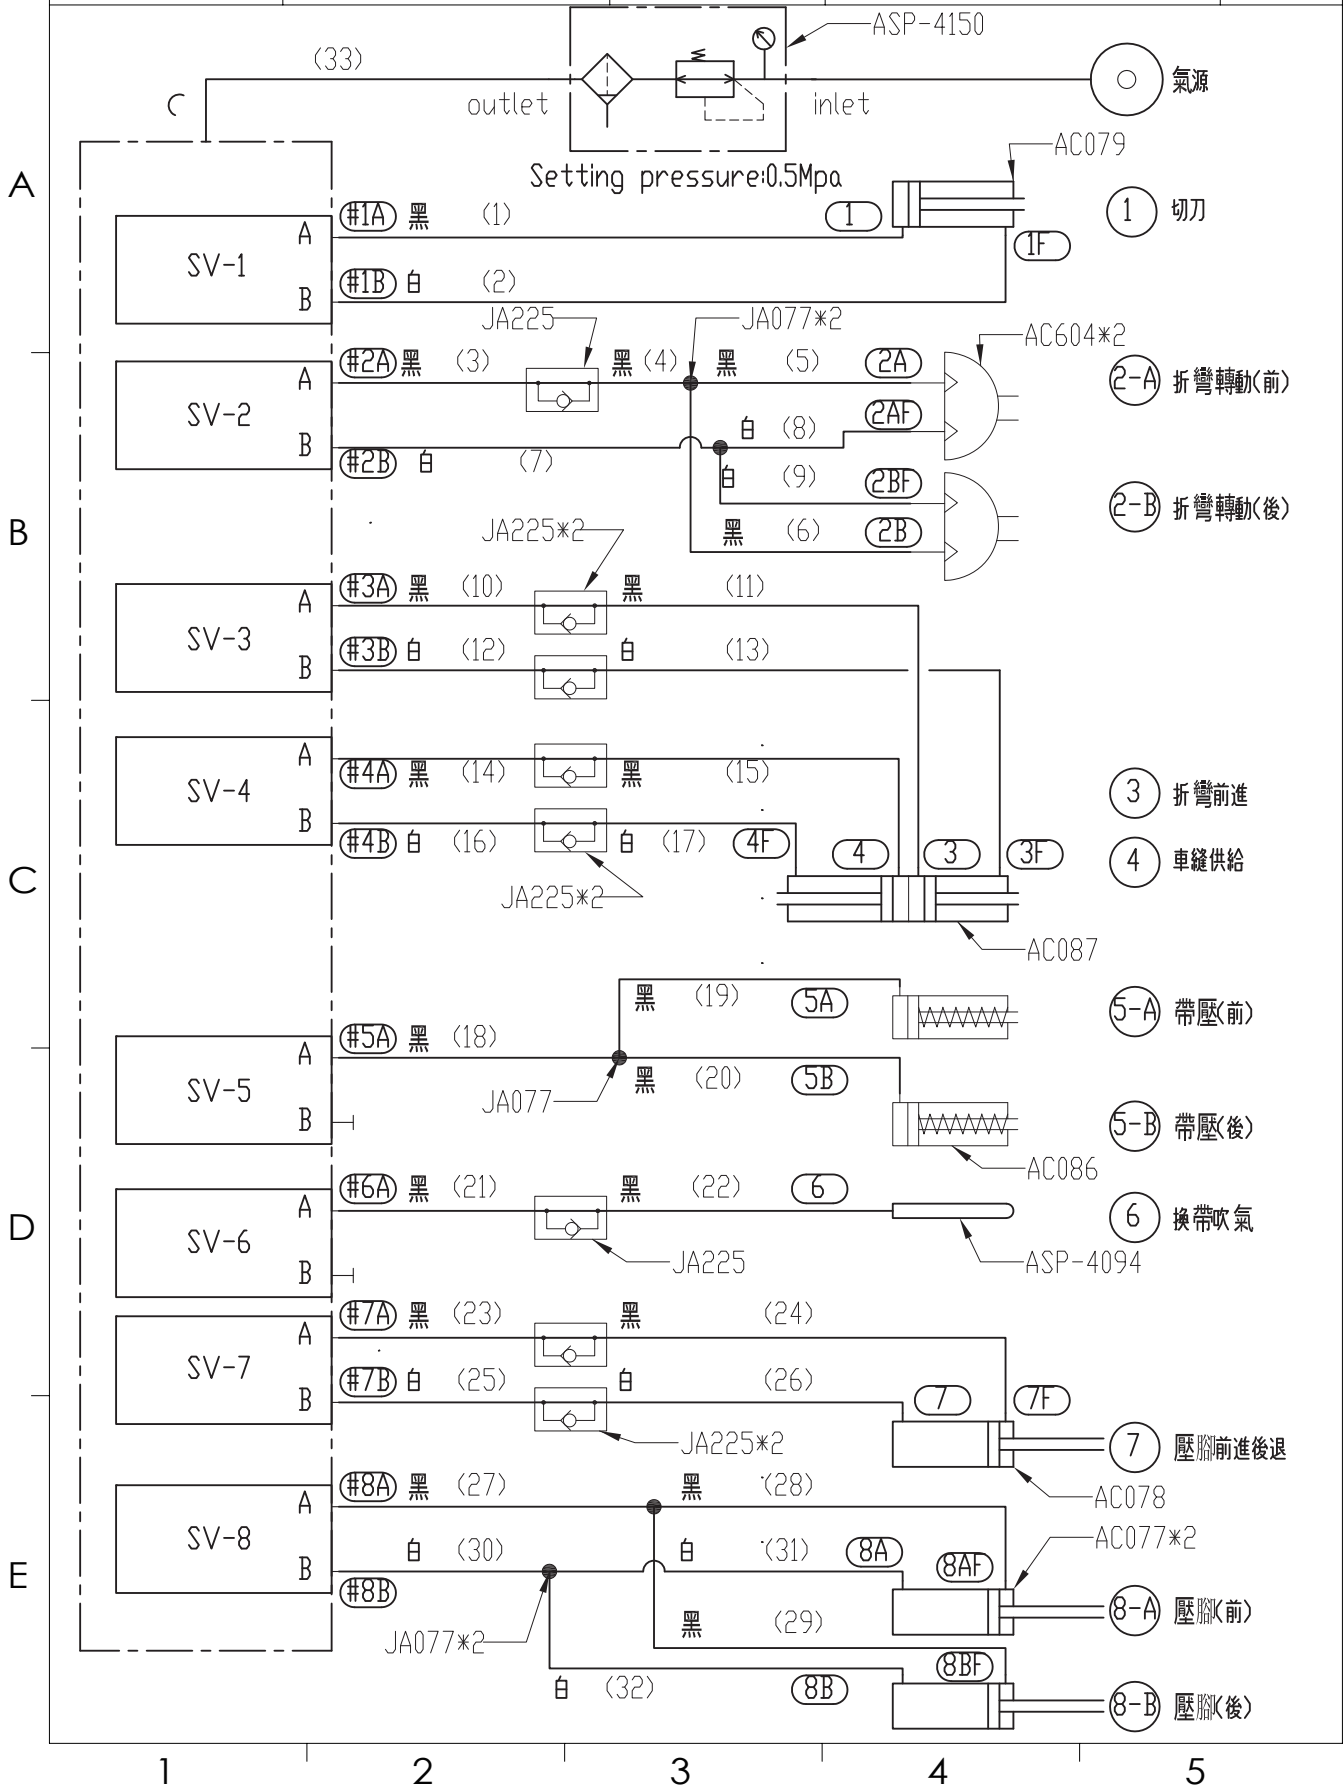 ASP-4150
(33)
C
outlet
inlet
氣源
Setting pressure:0.5Mpa
AC079
A
SV-1
A
#1A 黑 (1)
1
1F
1 切刀
B
#1B 白 (2)
JA225
JA077*2
AC604*2
SV-2
A
#2A 黑 (3) 黑 (4) 黑 (5) 2A
2-A 折彎轉動(前)
白 (8) 2AF
B
#2B 白 (7)
白 (9) 2BF
2-B 折彎轉動(後)
B
JA225*2
黑 (6) 2B
SV-3
A
#3A 黑 (10) 黑 (11)
B
#3B 白 (12) 白 (13)
SV-4
A
#4A 黑 (14) 黑 (15)
3 折彎前進
B
#4B 白 (16) 白 (17) 4F 4 3 3F
4 車縫供給
C
JA225*2
AC087
黑 (19) 5A
5-A 帶壓(前)
SV-5
A
#5A 黑 (18)
黑 (20) 5B
JA077
B
5-B 帶壓(後)
AC086
SV-6
A
#6A 黑 (21) 黑 (22) 6
6 換帶吹氣
D
JA225
ASP-4094
B
SV-7
A
#7A 黑 (23) 黑 (24)
B
#7B 白 (25) 白 (26) 7 7F
7 壓腳前進後退
JA225*2
AC078
SV-8
A
#8A 黑 (27) 黑 (28)
AC077*2
B
白 (30) 白 (31) 8A 8AF
#8B
E
8-A 壓腳(前)
黑 (29)
JA077*2
8BF
白 (32) 8B
8-B 壓腳(後)
1 2 3 4 5